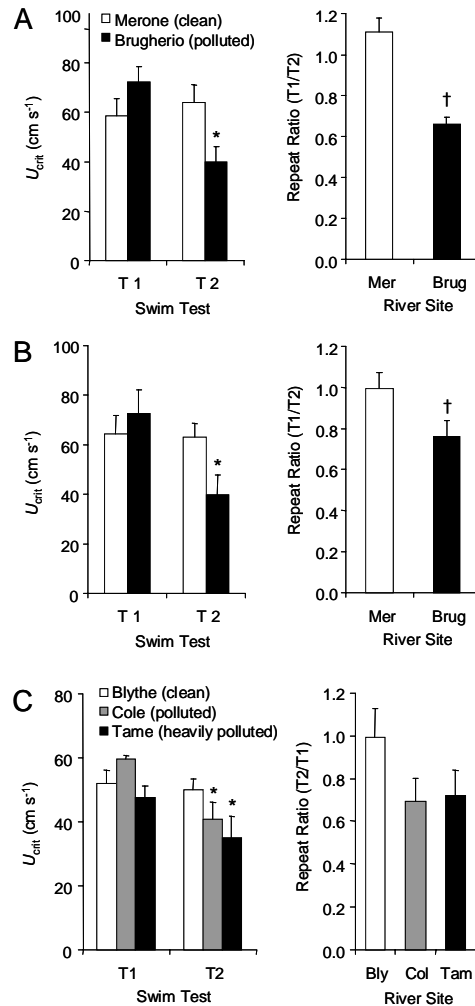 A
Merone (clean)
Brugherio (polluted)
100
80
60
40
20
0
Ucrit (cm s-1)
*
T 1 T 2
Swim Test
1.2
1.0
0.8
0.6
0.4
0.2
0.0
Repeat Ratio (T1/T2)
†
Mer Brug
River Site
B
100
80
60
40
20
0
Ucrit (cm s-1)
*
T 1 T 2
Swim Test
1.2
1.0
0.8
0.6
0.4
0.2
0.0
Repeat Ratio (T1/T2)
†
Mer Brug
River Site
C
Blythe (clean)
Cole (polluted)
Tame (heavily polluted)
80
60
40
20
0
Ucrit (cm s-1)
* *
T1 T2
Swim Test
1.2
1.0
0.8
0.6
0.4
0.2
0.0
Repeat Ratio (T2/T1)
Bly Col Tam
River Site